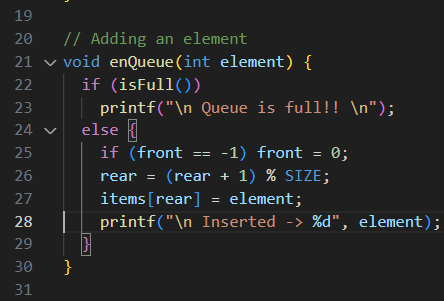 19
20 // Adding an element
21 void enQueue(int element) {
22   if (isFull())
23     printf("\n Queue is full!! \n");
24   else {
25     if (front == -1) front = 0;
26     rear = (rear + 1) % SIZE;
27     items[rear] = element;
28     printf("\n Inserted -> %d", element);
29   }
30 }
31